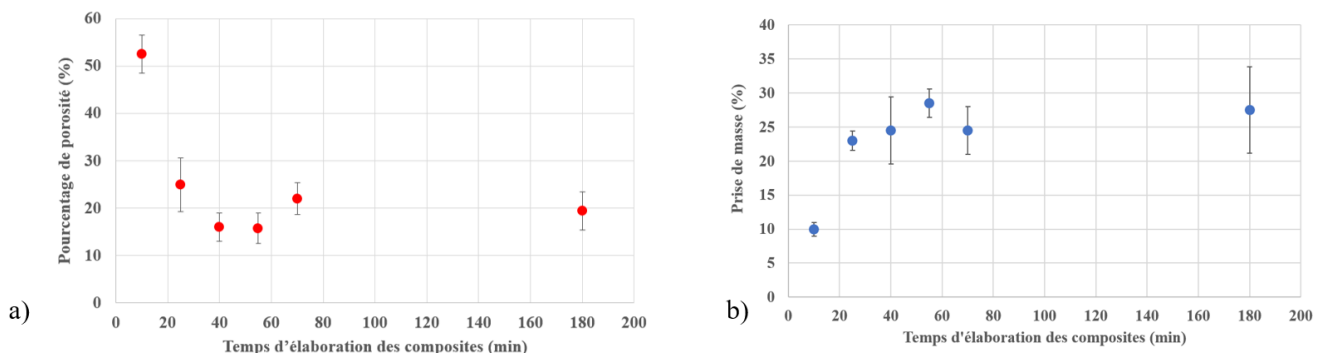 60
50
40
30
20
10
0
Pourcentage de porosité (%)
0 20 40 60 80 100 120 140 160 180 200
Temps d’élaboration des composites (min)
a)
40
35
30
25
20
15
10
5
0
Prise de masse (%)
0 20 40 60 80 100 120 140 160 180 200
Temps d'élaboration des composites (min)
b)